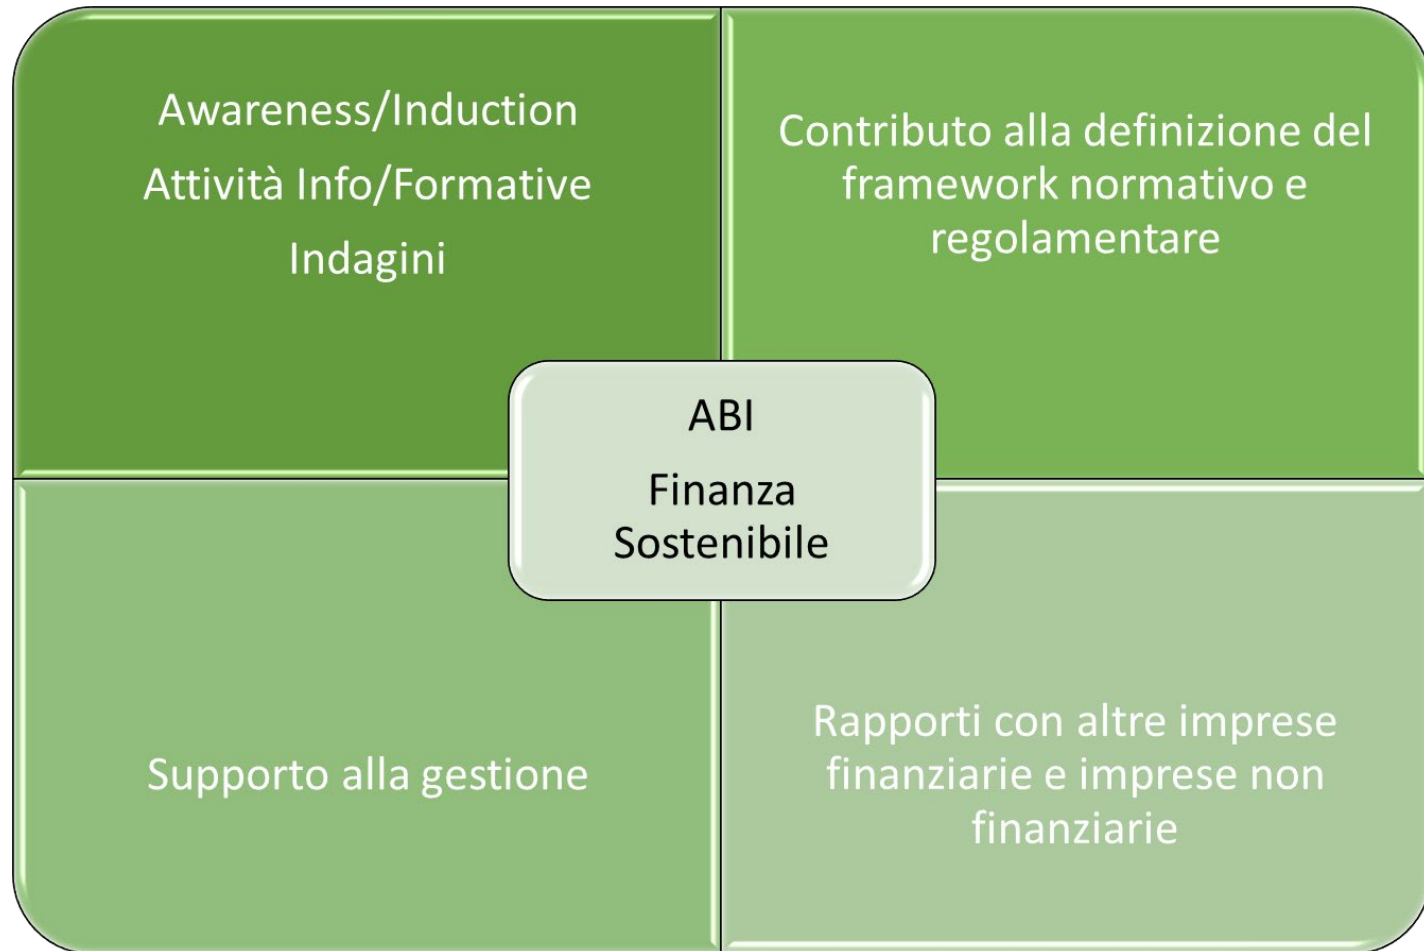 Awareness/Induction
Attività Info/Formative
Indagini
Contributo alla definizione del
framework normativo e
regolamentare
ABI
Finanza
Sostenibile
Supporto alla gestione
Rapporti con altre imprese
finanziarie e imprese non
finanziarie